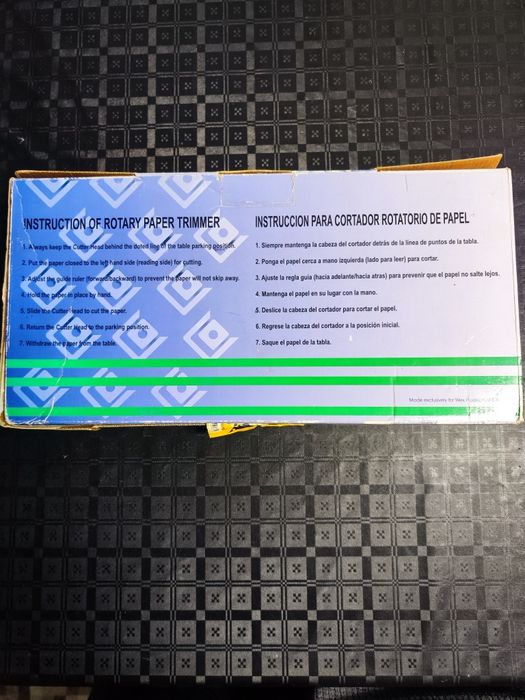 INSTRUCTION OF ROTARY PAPER TRIMMER
1. Always keep the Cutter Head behind the doted line of the table parking position.
2. Put the paper closed to the left hand side (reading side) for cutting.
3. Adjust the guide ruler (forward/backward) to prevent the paper will not skip away.
4. Hold the paper in place by hand.
5. Slide the Cutter Head to cut the paper.
6. Return the Cutter Head to the parking position.
7. Withdraw the paper from the table.
INSTRUCCION PARA CORTADOR ROTATORIO DE PAPEL
1. Siempre mantenga la cabeza del cortador detrás de la línea de puntos de la tabla.
2. Ponga el papel cerca a mano izquierda (lado para leer) para cortar.
3. Ajuste la regla guia (hacia adelante/hacia atras) para prevenir que el papel no salte lejos.
4. Mantenga el papel en su lugar con la mano.
5. Deslice la cabeza del cortador para cortar el papel.
6. Regrese la cabeza del cortador a la posición inicial.
7. Saque el papel de la tabla.
Made exclusively for Wex